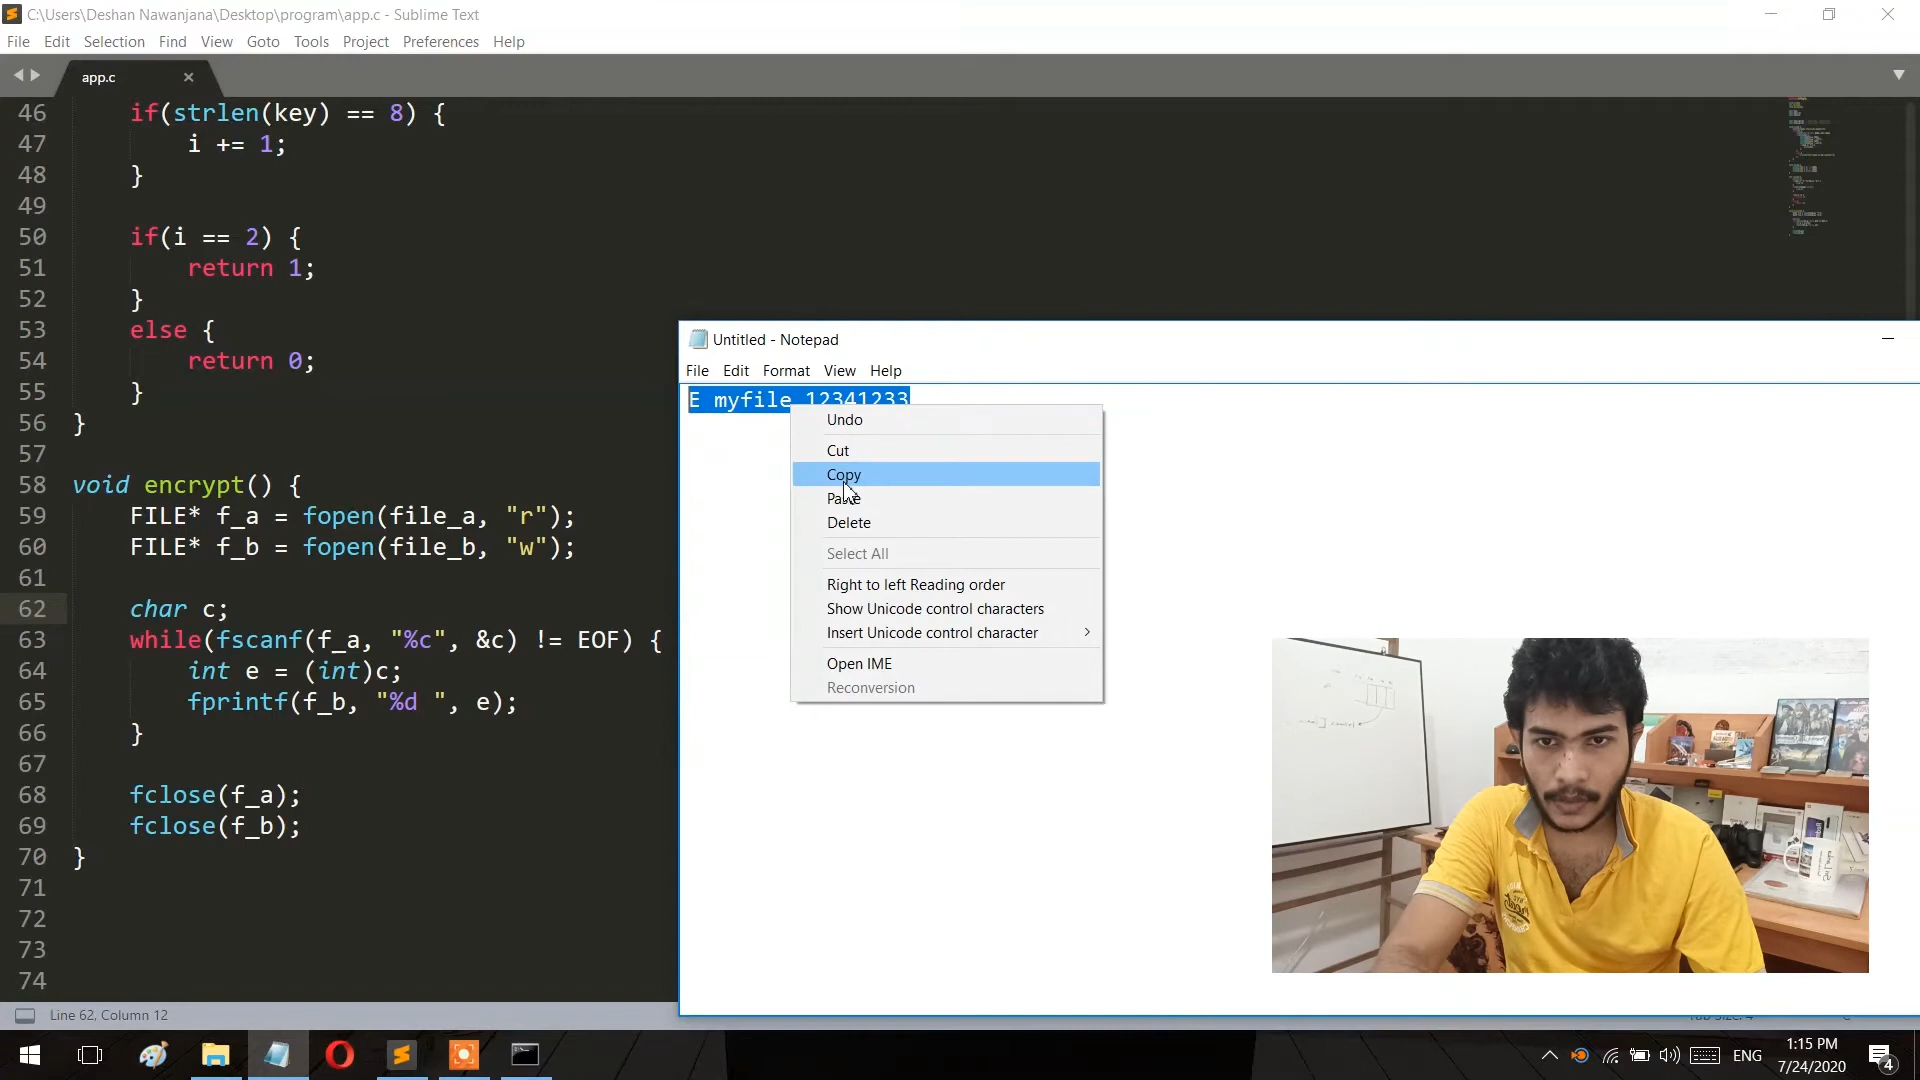 C:\Users\Deshan Nawanjana\Desktop\program\app.c - Sublime Text
File Edit Selection Find View Goto Tools Project Preferences Help
app.c
46 if(strlen(key) == 8) {
47 i += 1;
48 }
49
50 if(i == 2) {
51 return 1;
52 }
53 else {
54 return 0;
55 }
56 }
57
58 void encrypt() {
59 FILE* f_a = fopen(file_a, "r");
60 FILE* f_b = fopen(file_b, "w");
61
62 char c;
63 while(fscanf(f_a, "%c", &c) != EOF) {
64 int e = (int)c;
65 fprintf(f_b, "%d ", e);
66 }
67
68 fclose(f_a);
69 fclose(f_b);
70 }
71
72
73
74
Line 62, Column 12
Untitled - Notepad
File Edit Format View Help
E myfile 12341233
Undo
Cut
Copy
Paste
Delete
Select All
Right to left Reading order
Show Unicode control characters
Insert Unicode control character
Open IME
Reconversion
ENG
1:15 PM
7/24/2020
4